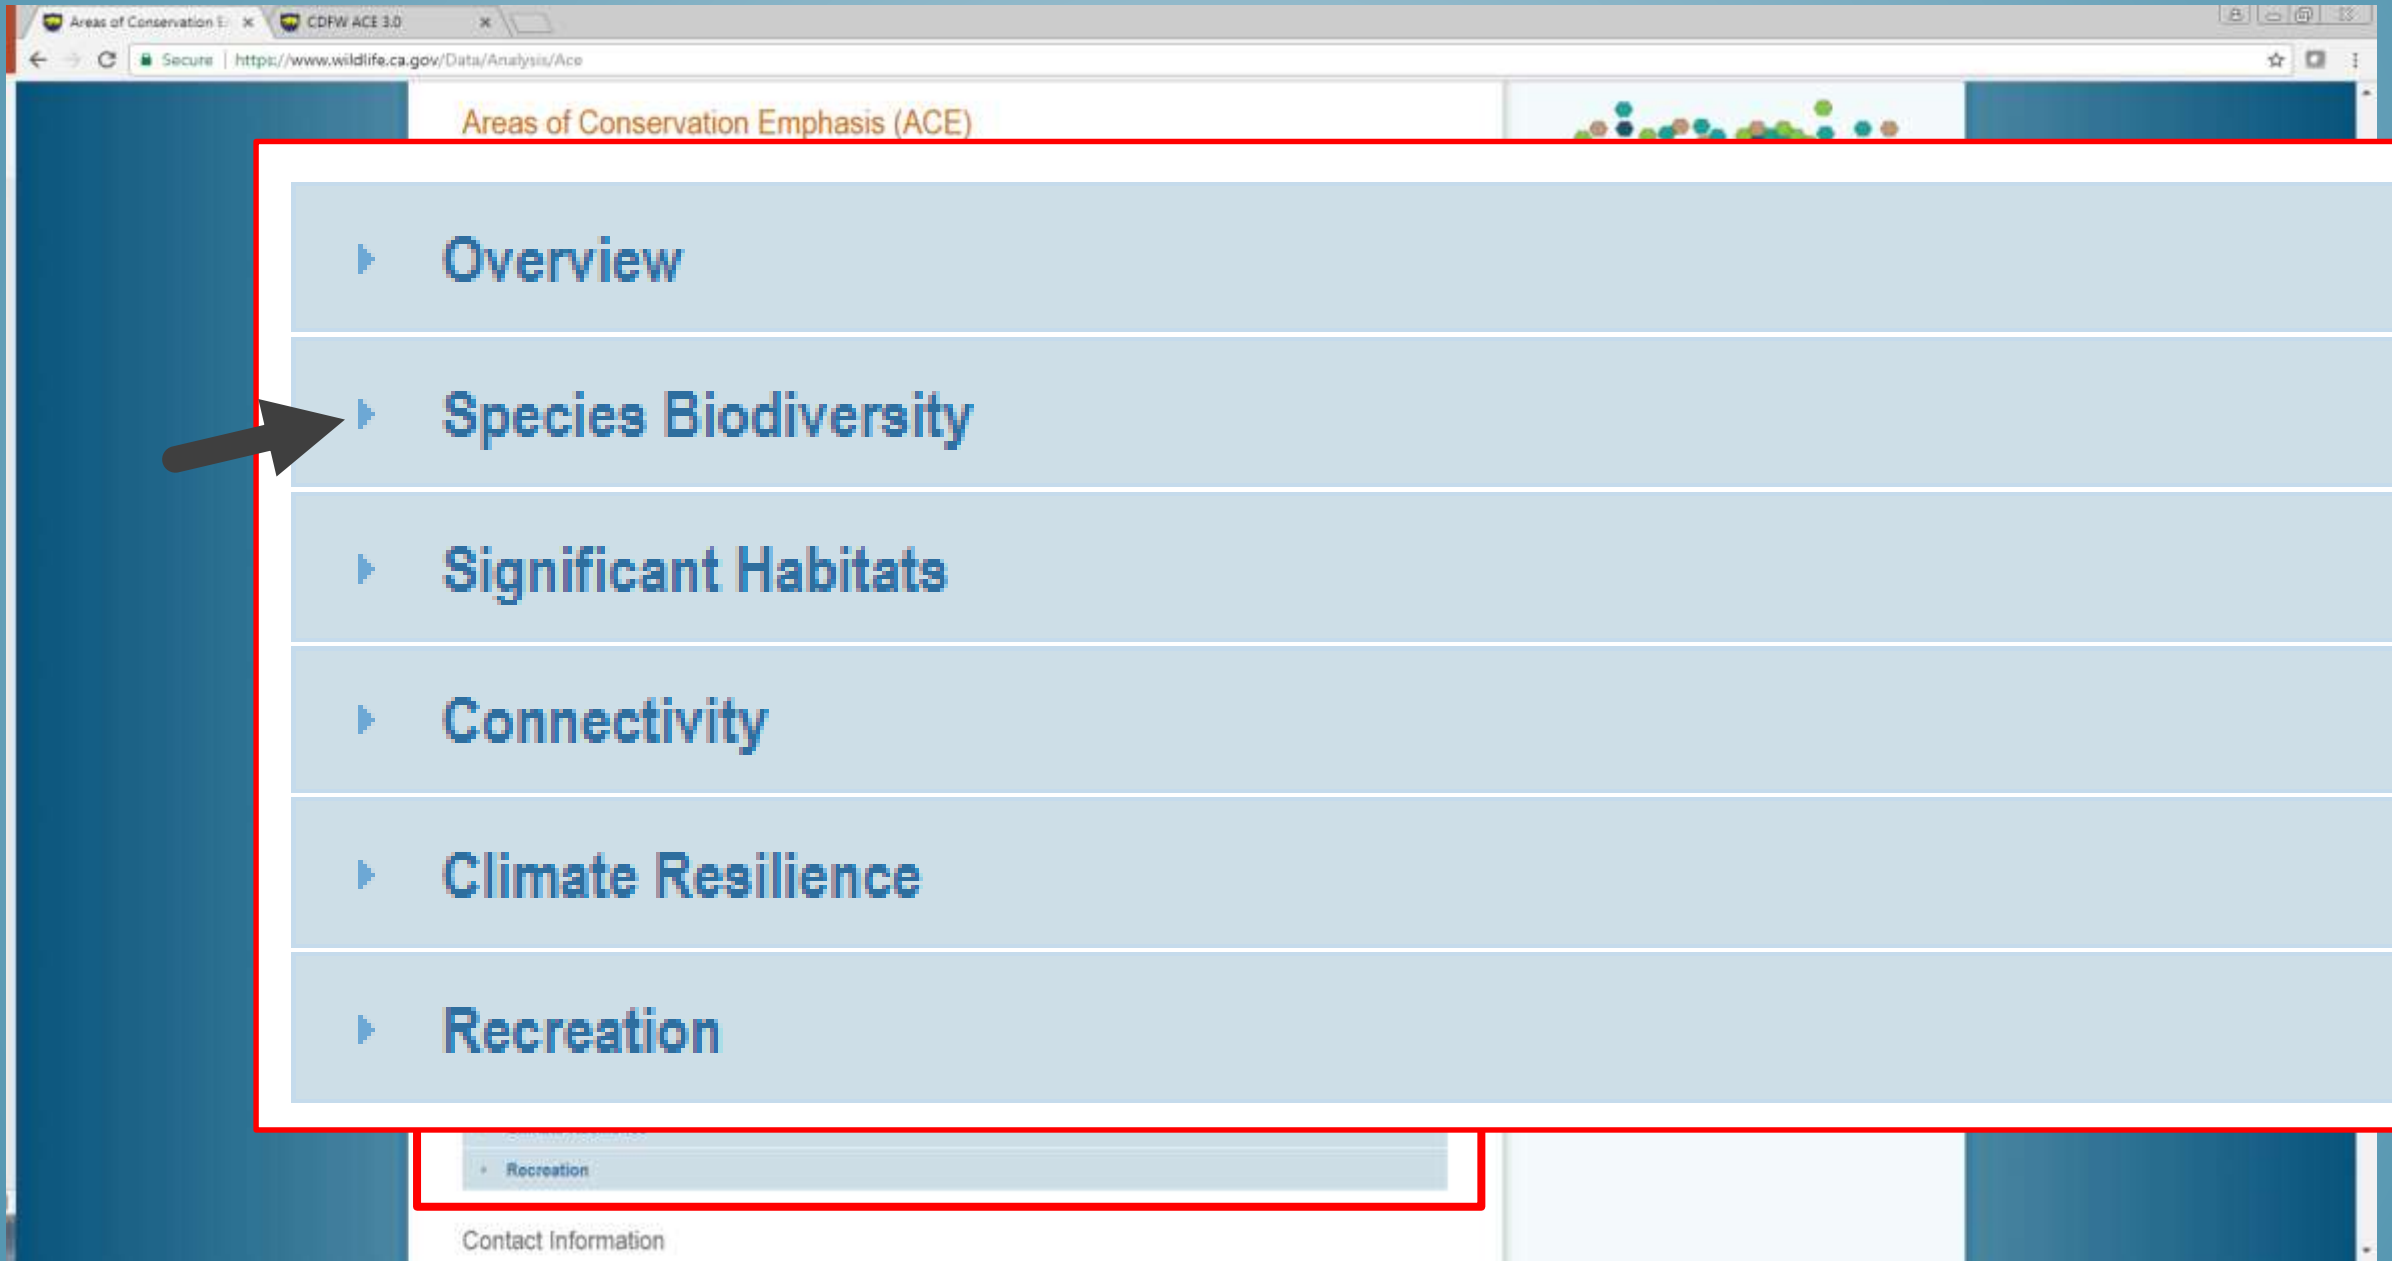 Areas of Conservation E
CDFW ACE 3.0
Secure | https://www.wildlife.ca.gov/Data/Analysis/Ace
Areas of Conservation Emphasis (ACE)
Overview
Species Biodiversity
Significant Habitats
Connectivity
Climate Resilience
Recreation
Recreation
Contact Information